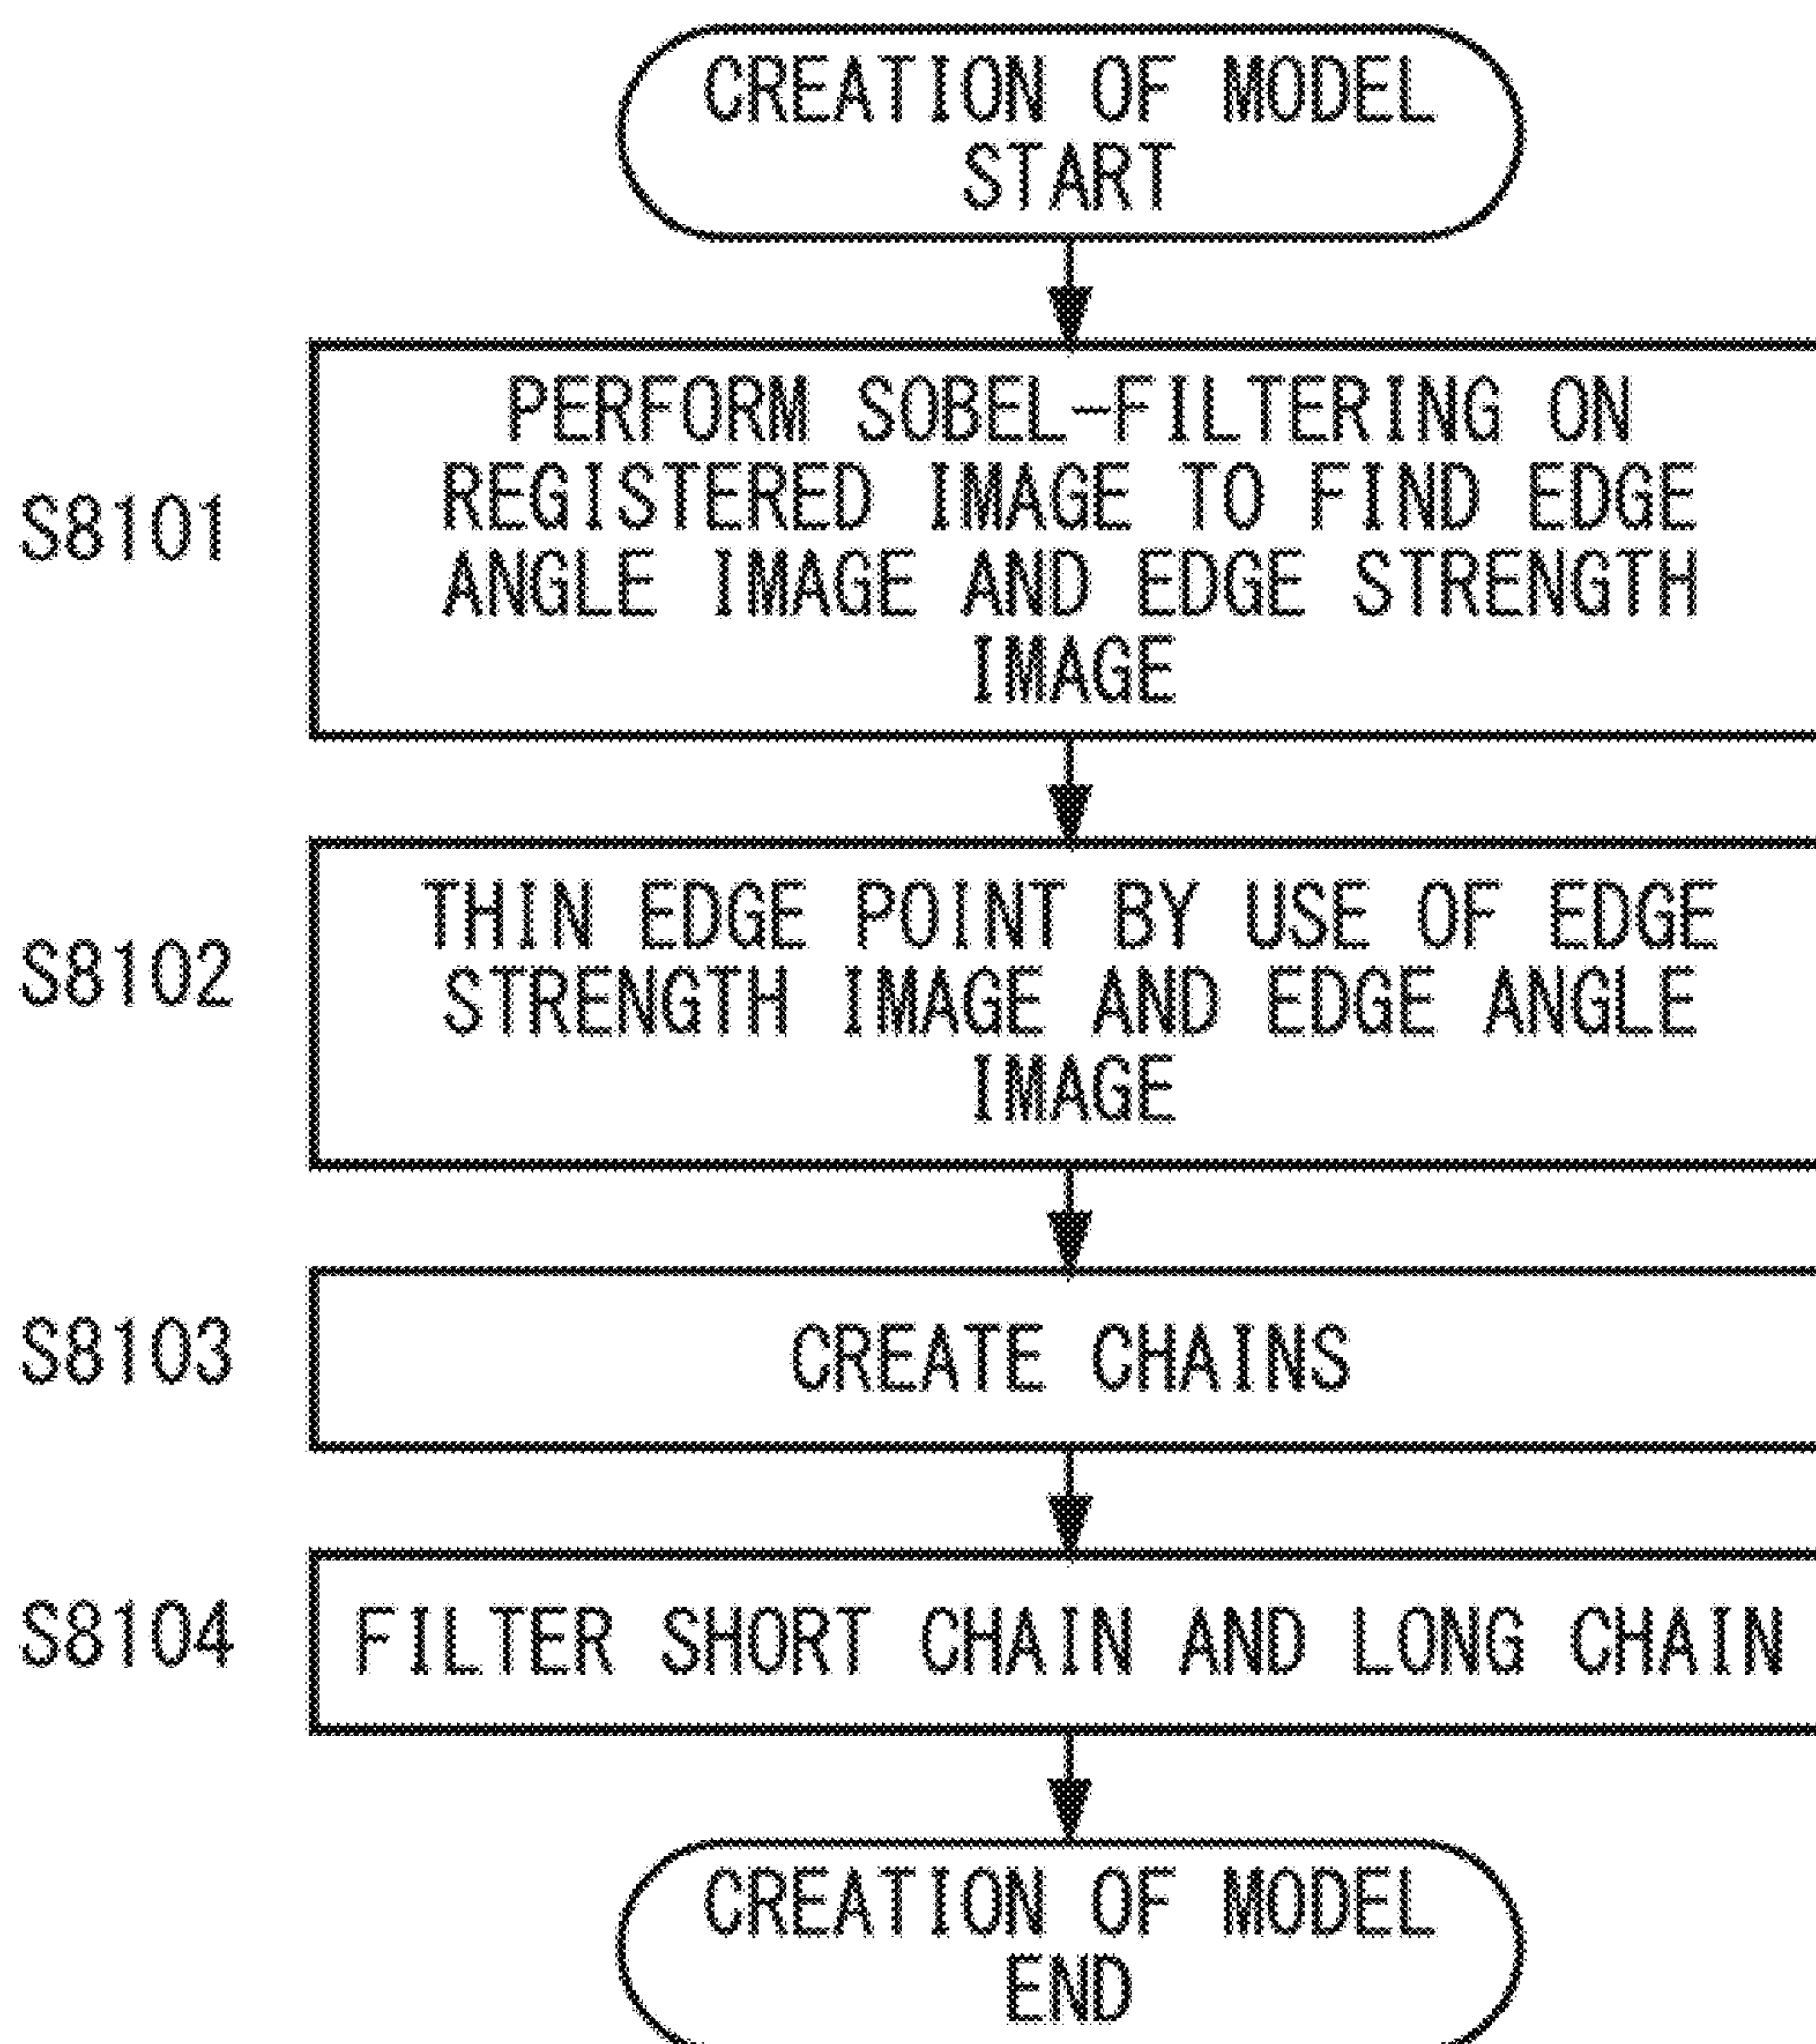 CREATION OF MODEL
START
S8101
PERFORM SOBEL-FILTERING ON
REGISTERED IMAGE TO FIND EDGE
ANGLE IMAGE AND EDGE STRENGTH
IMAGE
S8102
THIN EDGE POINT BY USE OF EDGE
STRENGTH IMAGE AND EDGE ANGLE
IMAGE
S8103
CREATE CHAINS
S8104
FILTER SHORT CHAIN AND LONG CHAIN
CREATION OF MODEL
END